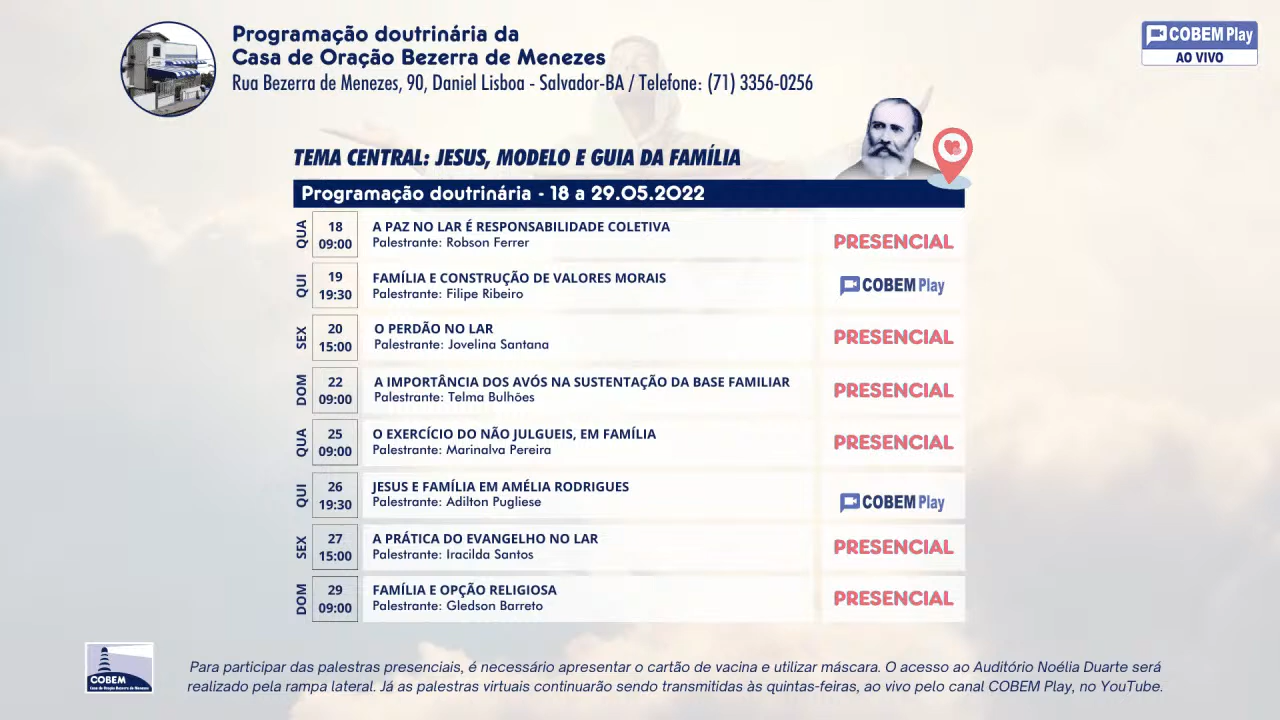 Programação doutrinária da
Casa de Oração Bezerra de Menezes
Rua Bezerra de Menezes, 90, Daniel Lisboa - Salvador-BA / Telefone: (71) 3356-0256
COBEM Play
AO VIVO
TEMA CENTRAL: JESUS, MODELO E GUIA DA FAMÍLIA
Programação doutrinária - 18 a 29.05.2022
QUA
18
09:00
A PAZ NO LAR É RESPONSABILIDADE COLETIVA
Palestrante: Robson Ferrer
PRESENCIAL
QUI
19
19:30
FAMÍLIA E CONSTRUÇÃO DE VALORES MORAIS
Palestrante: Filipe Ribeiro
COBEM Play
SEX
20
15:00
O PERDÃO NO LAR
Palestrante: Jovelina Santana
PRESENCIAL
DOM
22
09:00
A IMPORTÂNCIA DOS AVÓS NA SUSTENTAÇÃO DA BASE FAMILIAR
Palestrante: Telma Bulhões
PRESENCIAL
QUA
25
09:00
O EXERCÍCIO DO NÃO JULGUEIS, EM FAMÍLIA
Palestrante: Marinalva Pereira
PRESENCIAL
QUI
26
19:30
JESUS E FAMÍLIA EM AMÉLIA RODRIGUES
Palestrante: Adilton Pugliese
COBEM Play
SEX
27
15:00
A PRÁTICA DO EVANGELHO NO LAR
Palestrante: Iracilda Santos
PRESENCIAL
DOM
29
09:00
FAMÍLIA E OPÇÃO RELIGIOSA
Palestrante: Gledson Barreto
PRESENCIAL
COBEM
Casa de Oração Bezerra de Menezes
Para participar das palestras presenciais, é necessário apresentar o cartão de vacina e utilizar máscara. O acesso ao Auditório Noélia Duarte será
realizado pela rampa lateral. Já as palestras virtuais continuarão sendo transmitidas às quintas-feiras, ao vivo pelo canal COBEM Play, no YouTube.